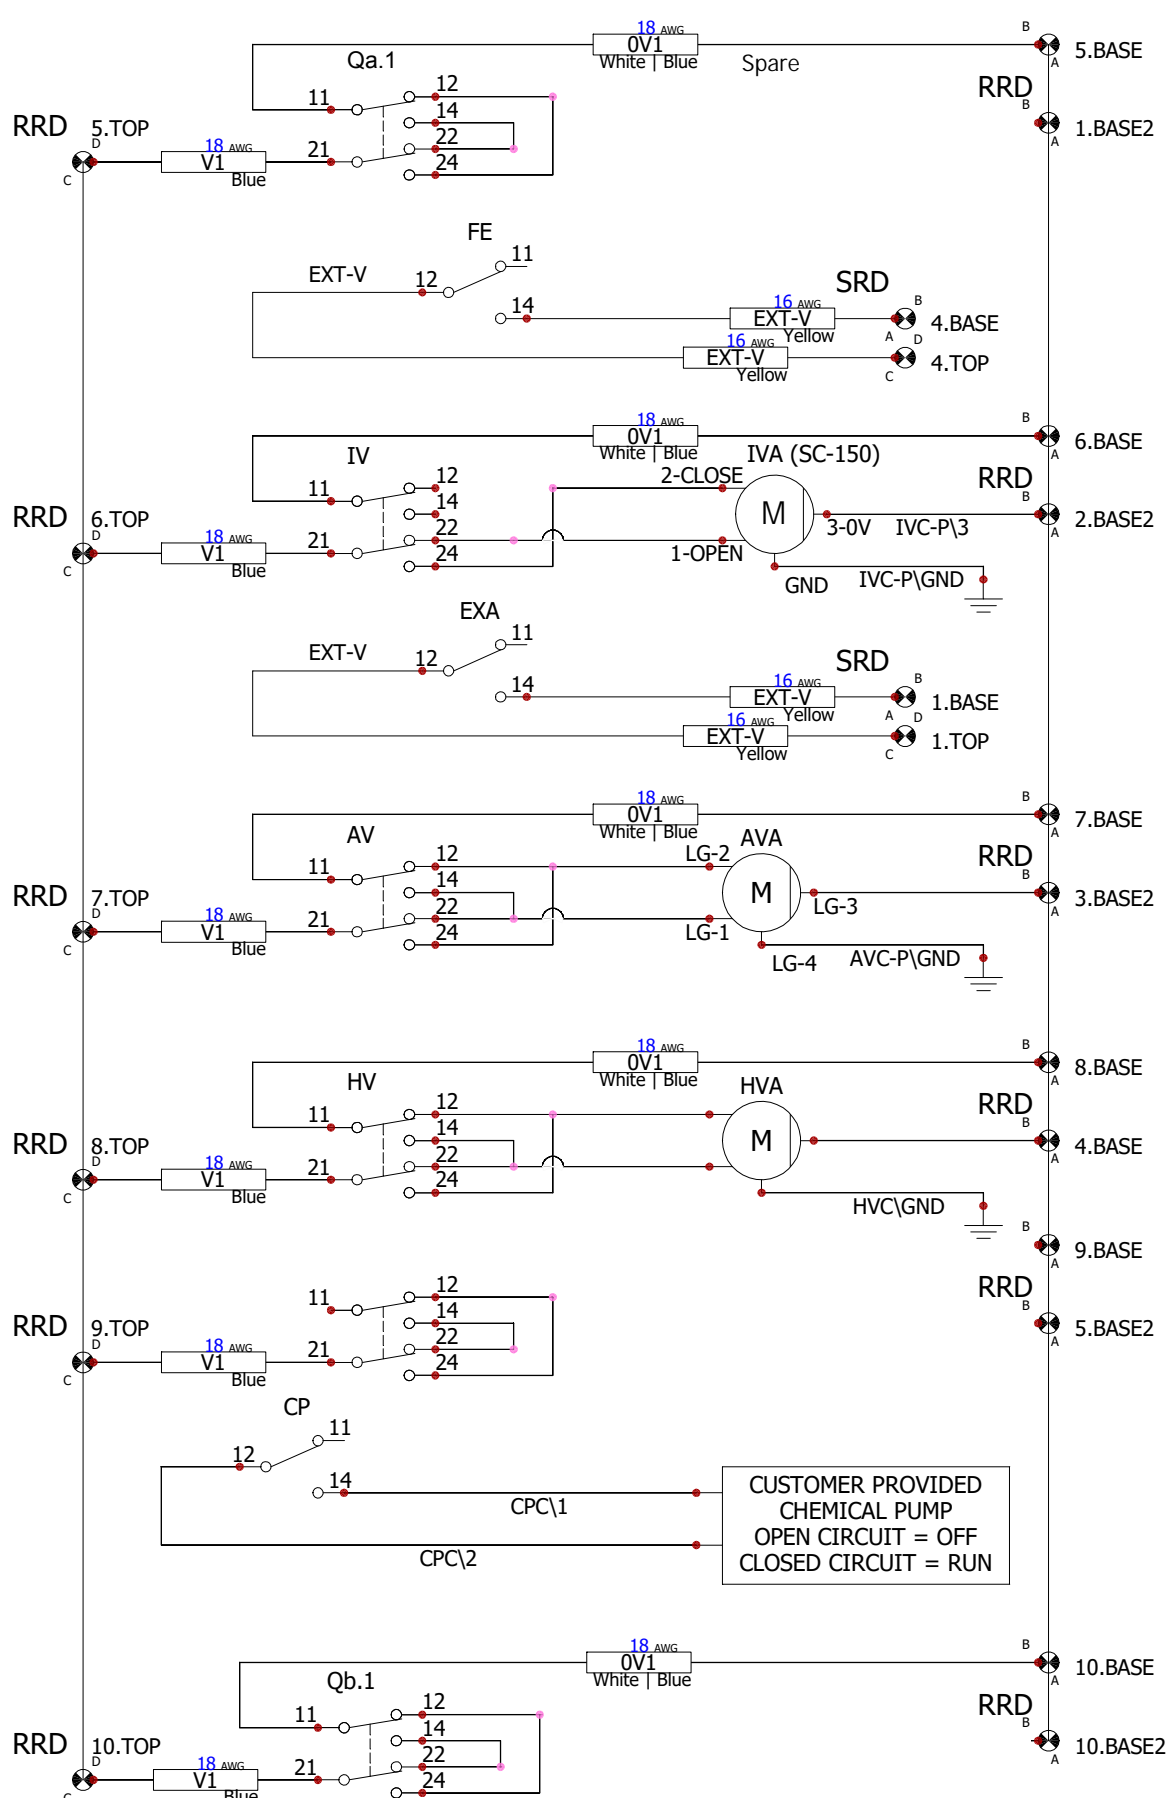 18 AWG
0V1
White | Blue
Spare
B
5.BASE
A
Qa.1
11
12
14
22
24
RRD
B
1.BASE2
A
RRD
5.TOP
D
C
18 AWG
V1
Blue
21
FE
11
EXT-V
12
14
SRD
16 AWG
EXT-V
Yellow
B
4.BASE
A
D
16 AWG
EXT-V
Yellow
4.TOP
C
18 AWG
0V1
White | Blue
B
6.BASE
A
IV
11
12
14
22
24
2-CLOSE
IVA (SC-150)
M
1-OPEN
3-0V
IVC-P\3
RRD
B
2.BASE2
A
RRD
6.TOP
D
C
18 AWG
V1
Blue
21
GND
IVC-P\GND
EXA
11
EXT-V
12
14
SRD
16 AWG
EXT-V
Yellow
B
1.BASE
A
D
16 AWG
EXT-V
Yellow
1.TOP
C
18 AWG
0V1
White | Blue
B
7.BASE
A
AV
11
12
14
22
24
LG-2
AVA
M
LG-1
LG-3
RRD
B
3.BASE2
A
RRD
7.TOP
D
C
18 AWG
V1
Blue
21
LG-4
AVC-P\GND
18 AWG
0V1
White | Blue
B
8.BASE
A
HV
11
12
14
22
24
HVA
M
RRD
B
4.BASE
A
RRD
8.TOP
D
C
18 AWG
V1
Blue
21
HVC\GND
B
9.BASE
A
11
12
14
22
24
RRD
B
5.BASE2
A
RRD
9.TOP
D
C
18 AWG
V1
Blue
21
CP
11
12
14
CPC\1
CPC\2
CUSTOMER PROVIDED
CHEMICAL PUMP
OPEN CIRCUIT = OFF
CLOSED CIRCUIT = RUN
18 AWG
0V1
White | Blue
B
10.BASE
A
Qb.1
11
12
14
22
24
RRD
B
10.BASE2
A
RRD
10.TOP
D
C
18 AWG
V1
Blue
21